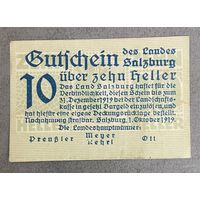 Gutschein des Landes
Salzburg
10 über zehn Heller
Das Land Salzburg haftet für die
Verbindlichkeit, diesen Schein bis zum
31. Dezember 1919 bei der Landschafts-
kasse in gesetzl. Bargeld einzulösen, und
hat hiefür eine eigene Deckungsrücklage bestellt.
Nachahmung strafbar. Salzburg, 1. Oktober 1919.
Die Landeshauptmänner:
Preußler Meyer Ott
Rehrl